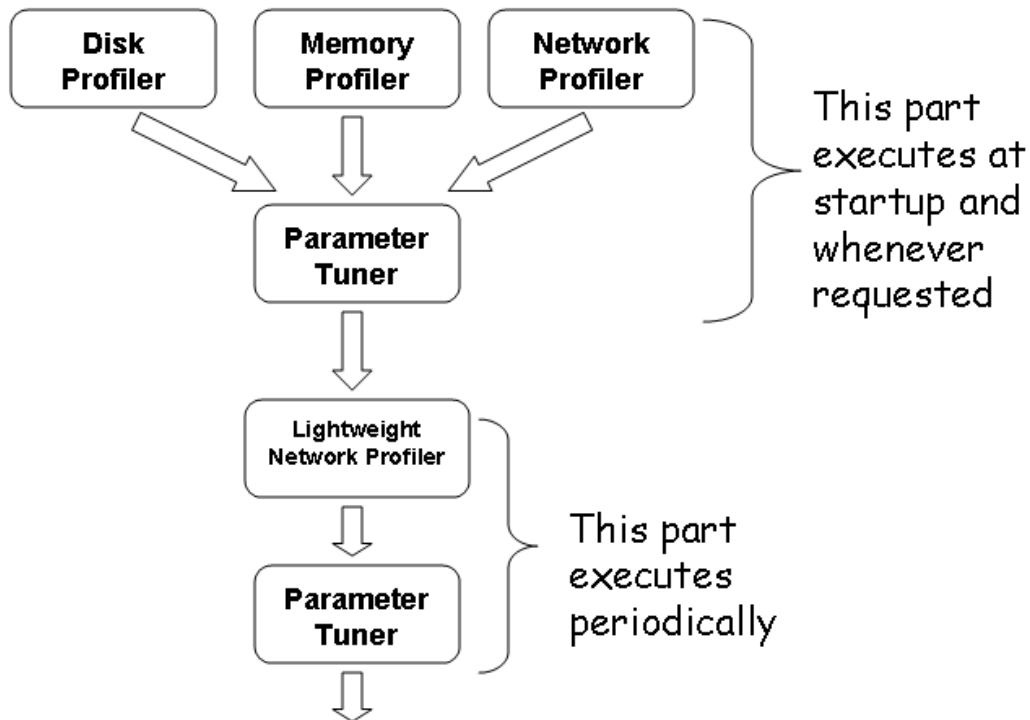 Disk
Profiler
Memory
Profiler
Network
Profiler
This part
executes at
startup and
whenever
requested
Parameter
Tuner
Lightweight
Network Profiler
This part
executes
periodically
Parameter
Tuner